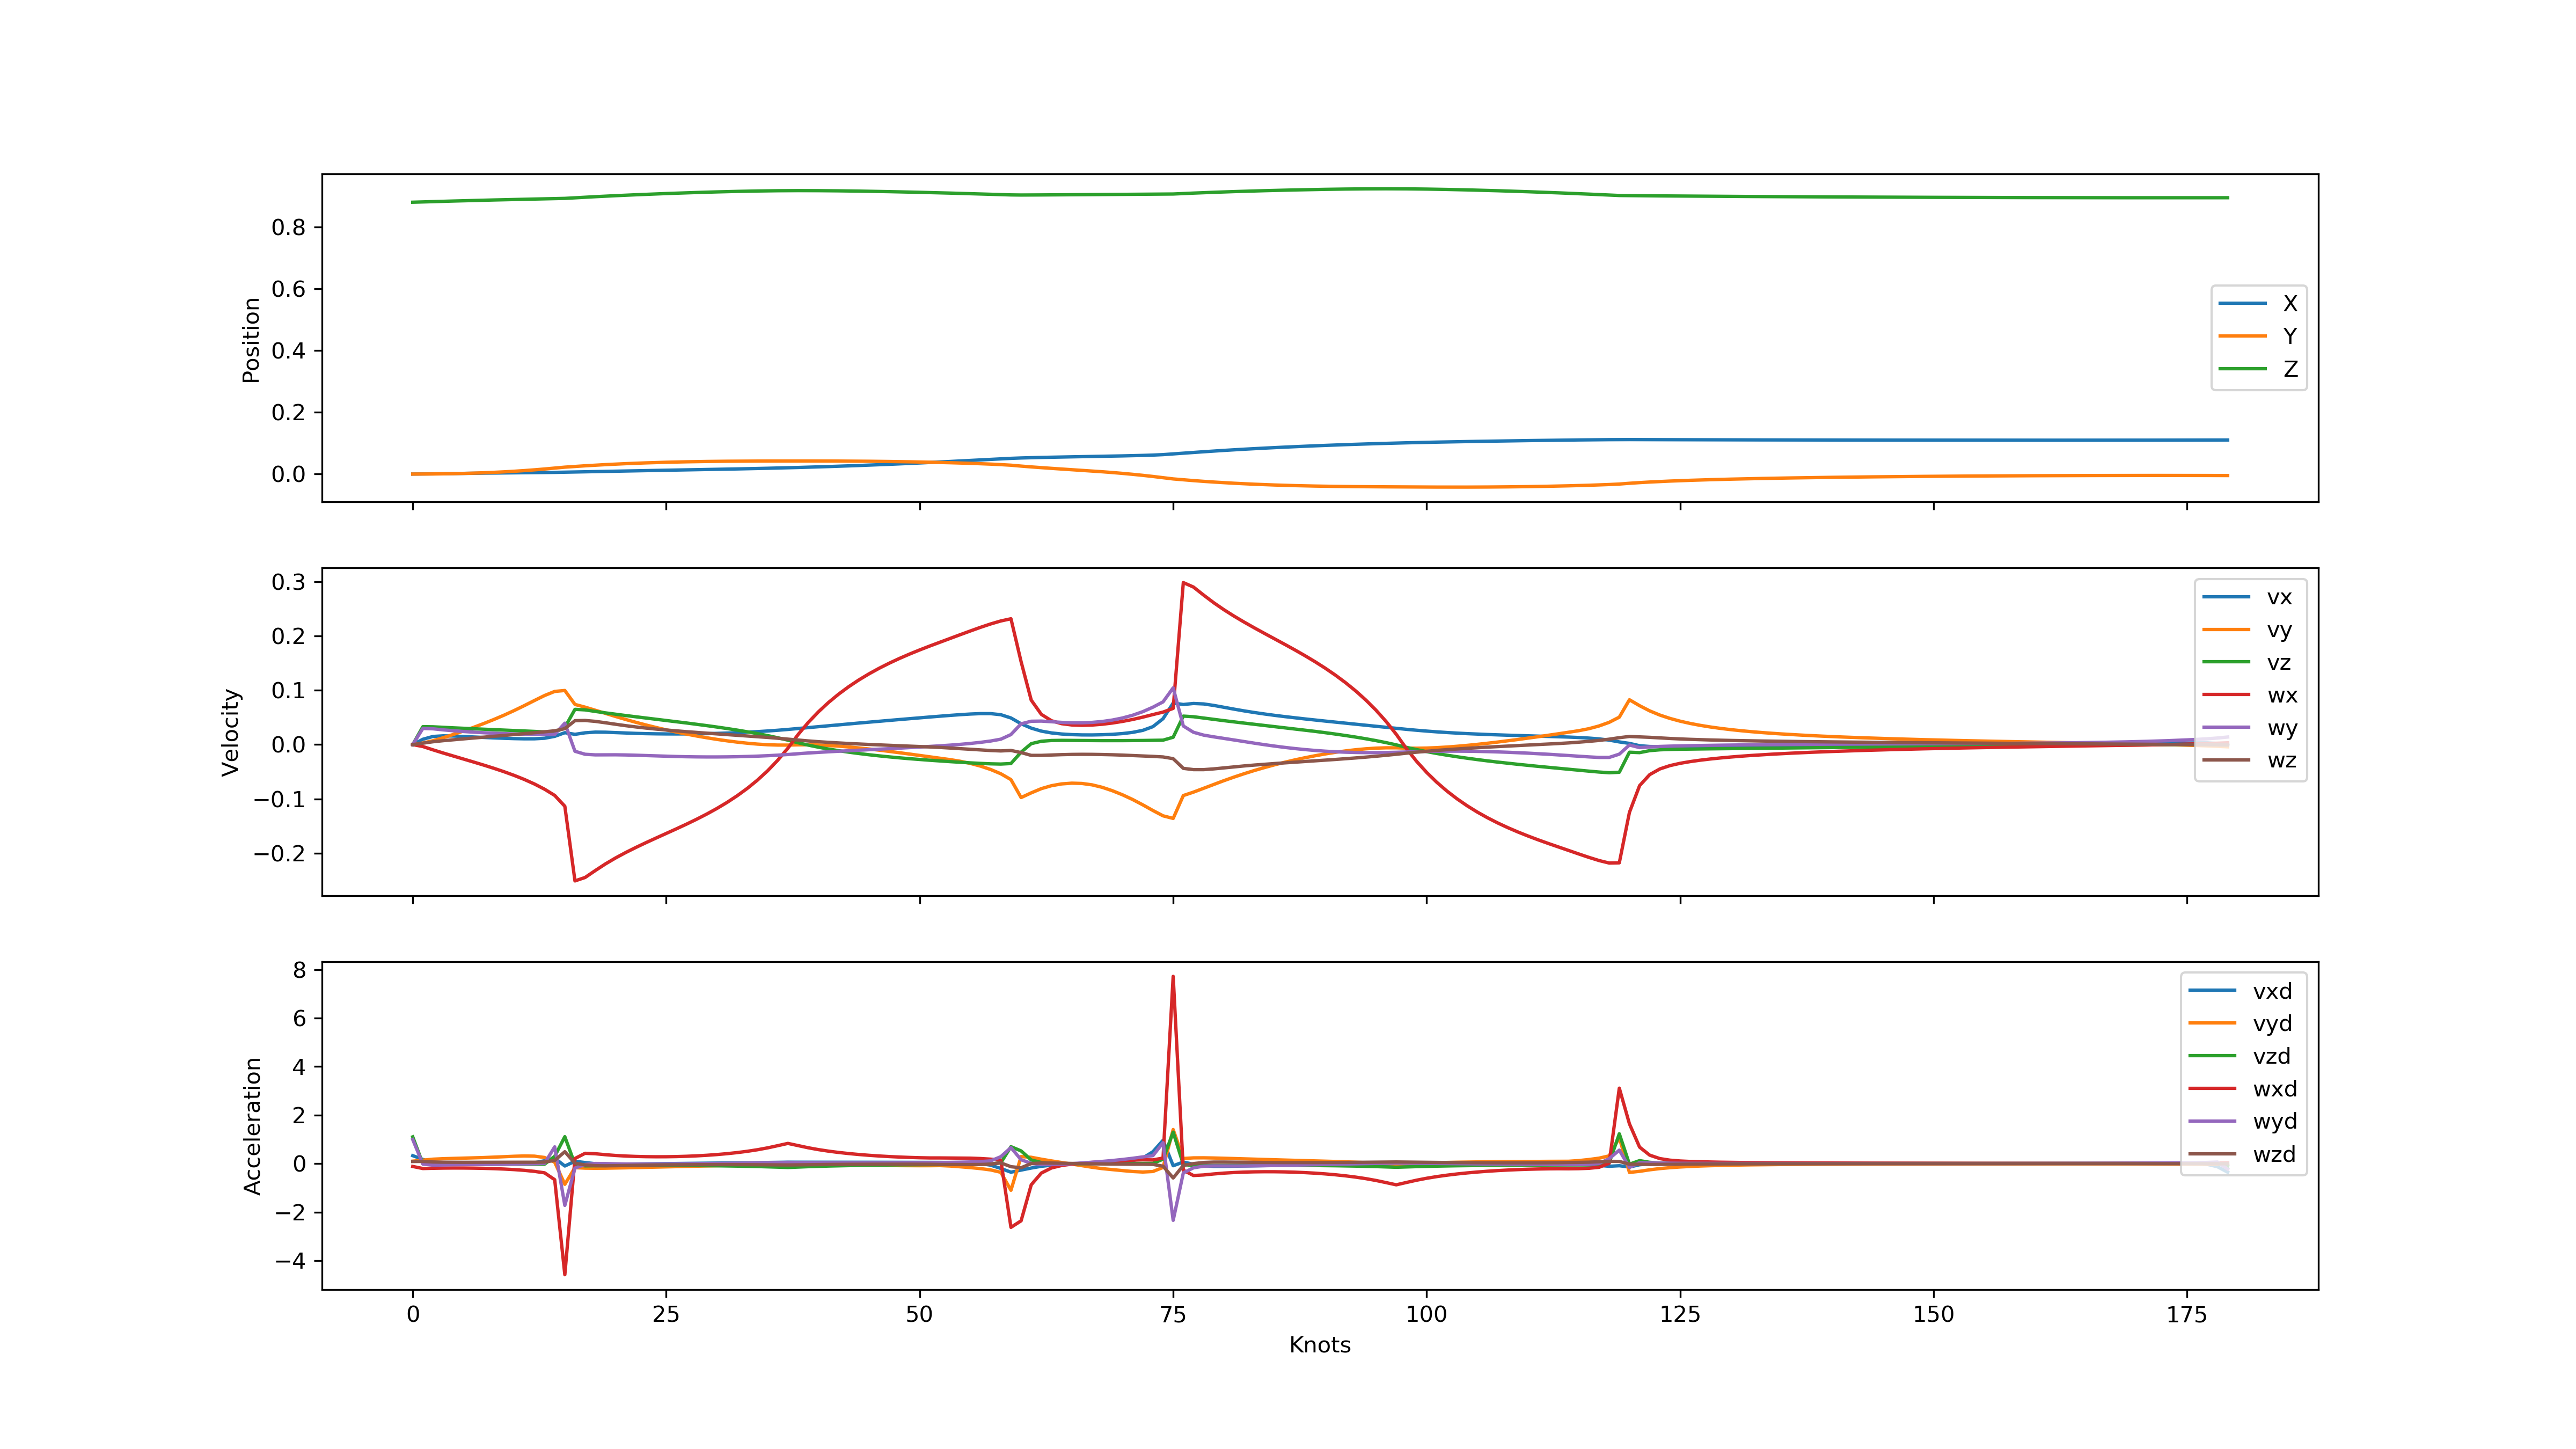 Position
0.8
0.6
0.4
0.2
0.0
X
Y
Z
Velocity
0.3
0.2
0.1
0.0
−0.1
−0.2
vx
vy
vz
wx
wy
wz
Acceleration
8
6
4
2
0
−2
−4
vxd
vyd
vzd
wxd
wyd
wzd
0 25 50 75 100 125 150 175
Knots